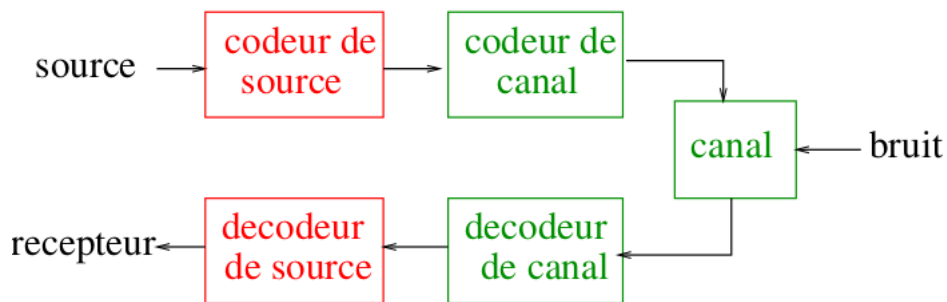 source
codeur de
source
codeur de
canal
canal
bruit
recepteur
decodeur
de source
decodeur
de canal